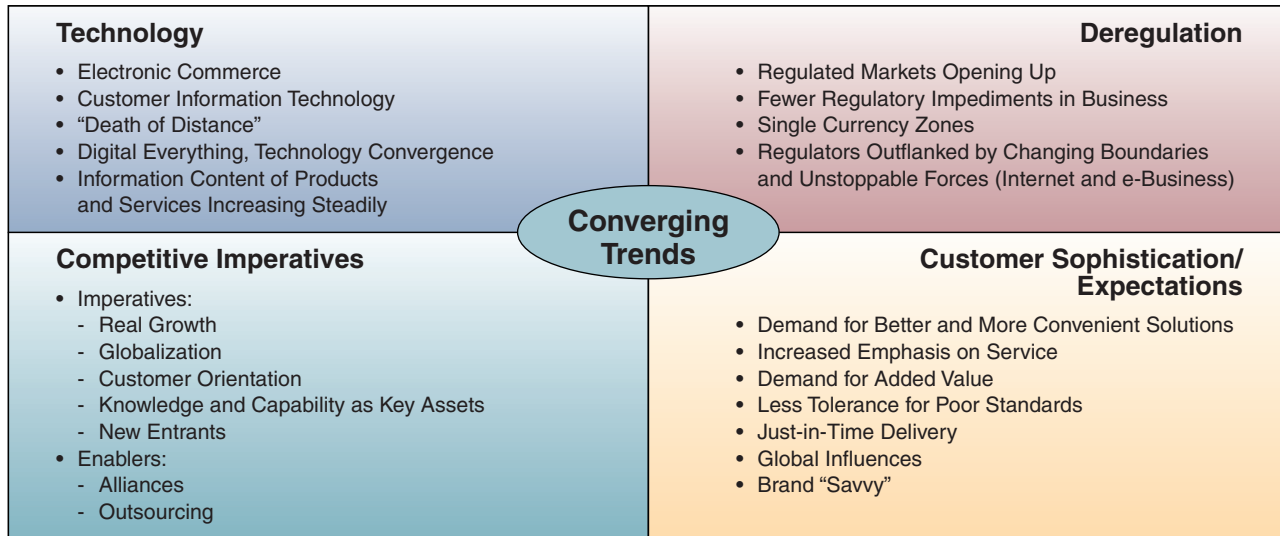 Technology
• Electronic Commerce
• Customer Information Technology
• “Death of Distance”
• Digital Everything, Technology Convergence
• Information Content of Products
and Services Increasing Steadily
Deregulation
• Regulated Markets Opening Up
• Fewer Regulatory Impediments in Business
• Single Currency Zones
• Regulators Outflanked by Changing Boundaries
and Unstoppable Forces (Internet and e-Business)
Converging
Trends
Competitive Imperatives
• Imperatives:
- Real Growth
- Globalization
- Customer Orientation
- Knowledge and Capability as Key Assets
- New Entrants
• Enablers:
- Alliances
- Outsourcing
Customer Sophistication/
Expectations
• Demand for Better and More Convenient Solutions
• Increased Emphasis on Service
• Demand for Added Value
• Less Tolerance for Poor Standards
• Just-in-Time Delivery
• Global Influences
• Brand “Savvy”